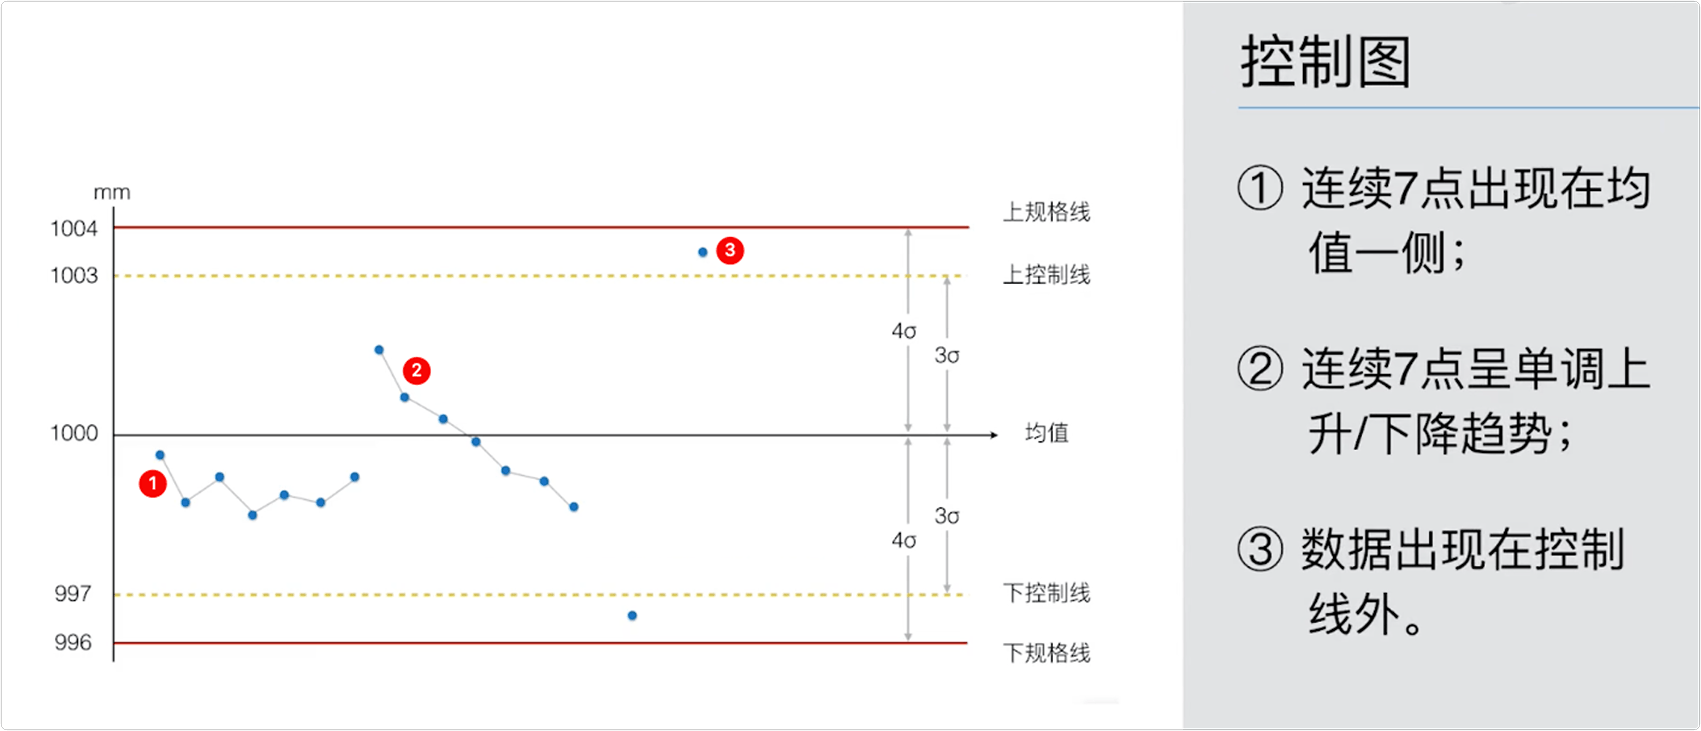 控制图
① 连续7点出现在均
值一侧；
② 连续7点呈单调上
升/下降趋势；
③ 数据出现在控制
线外。
mm
1004
上规格线
3
1003
上控制线
4σ
3σ
2
1000
均值
1
3σ
4σ
997
下控制线
996
下规格线